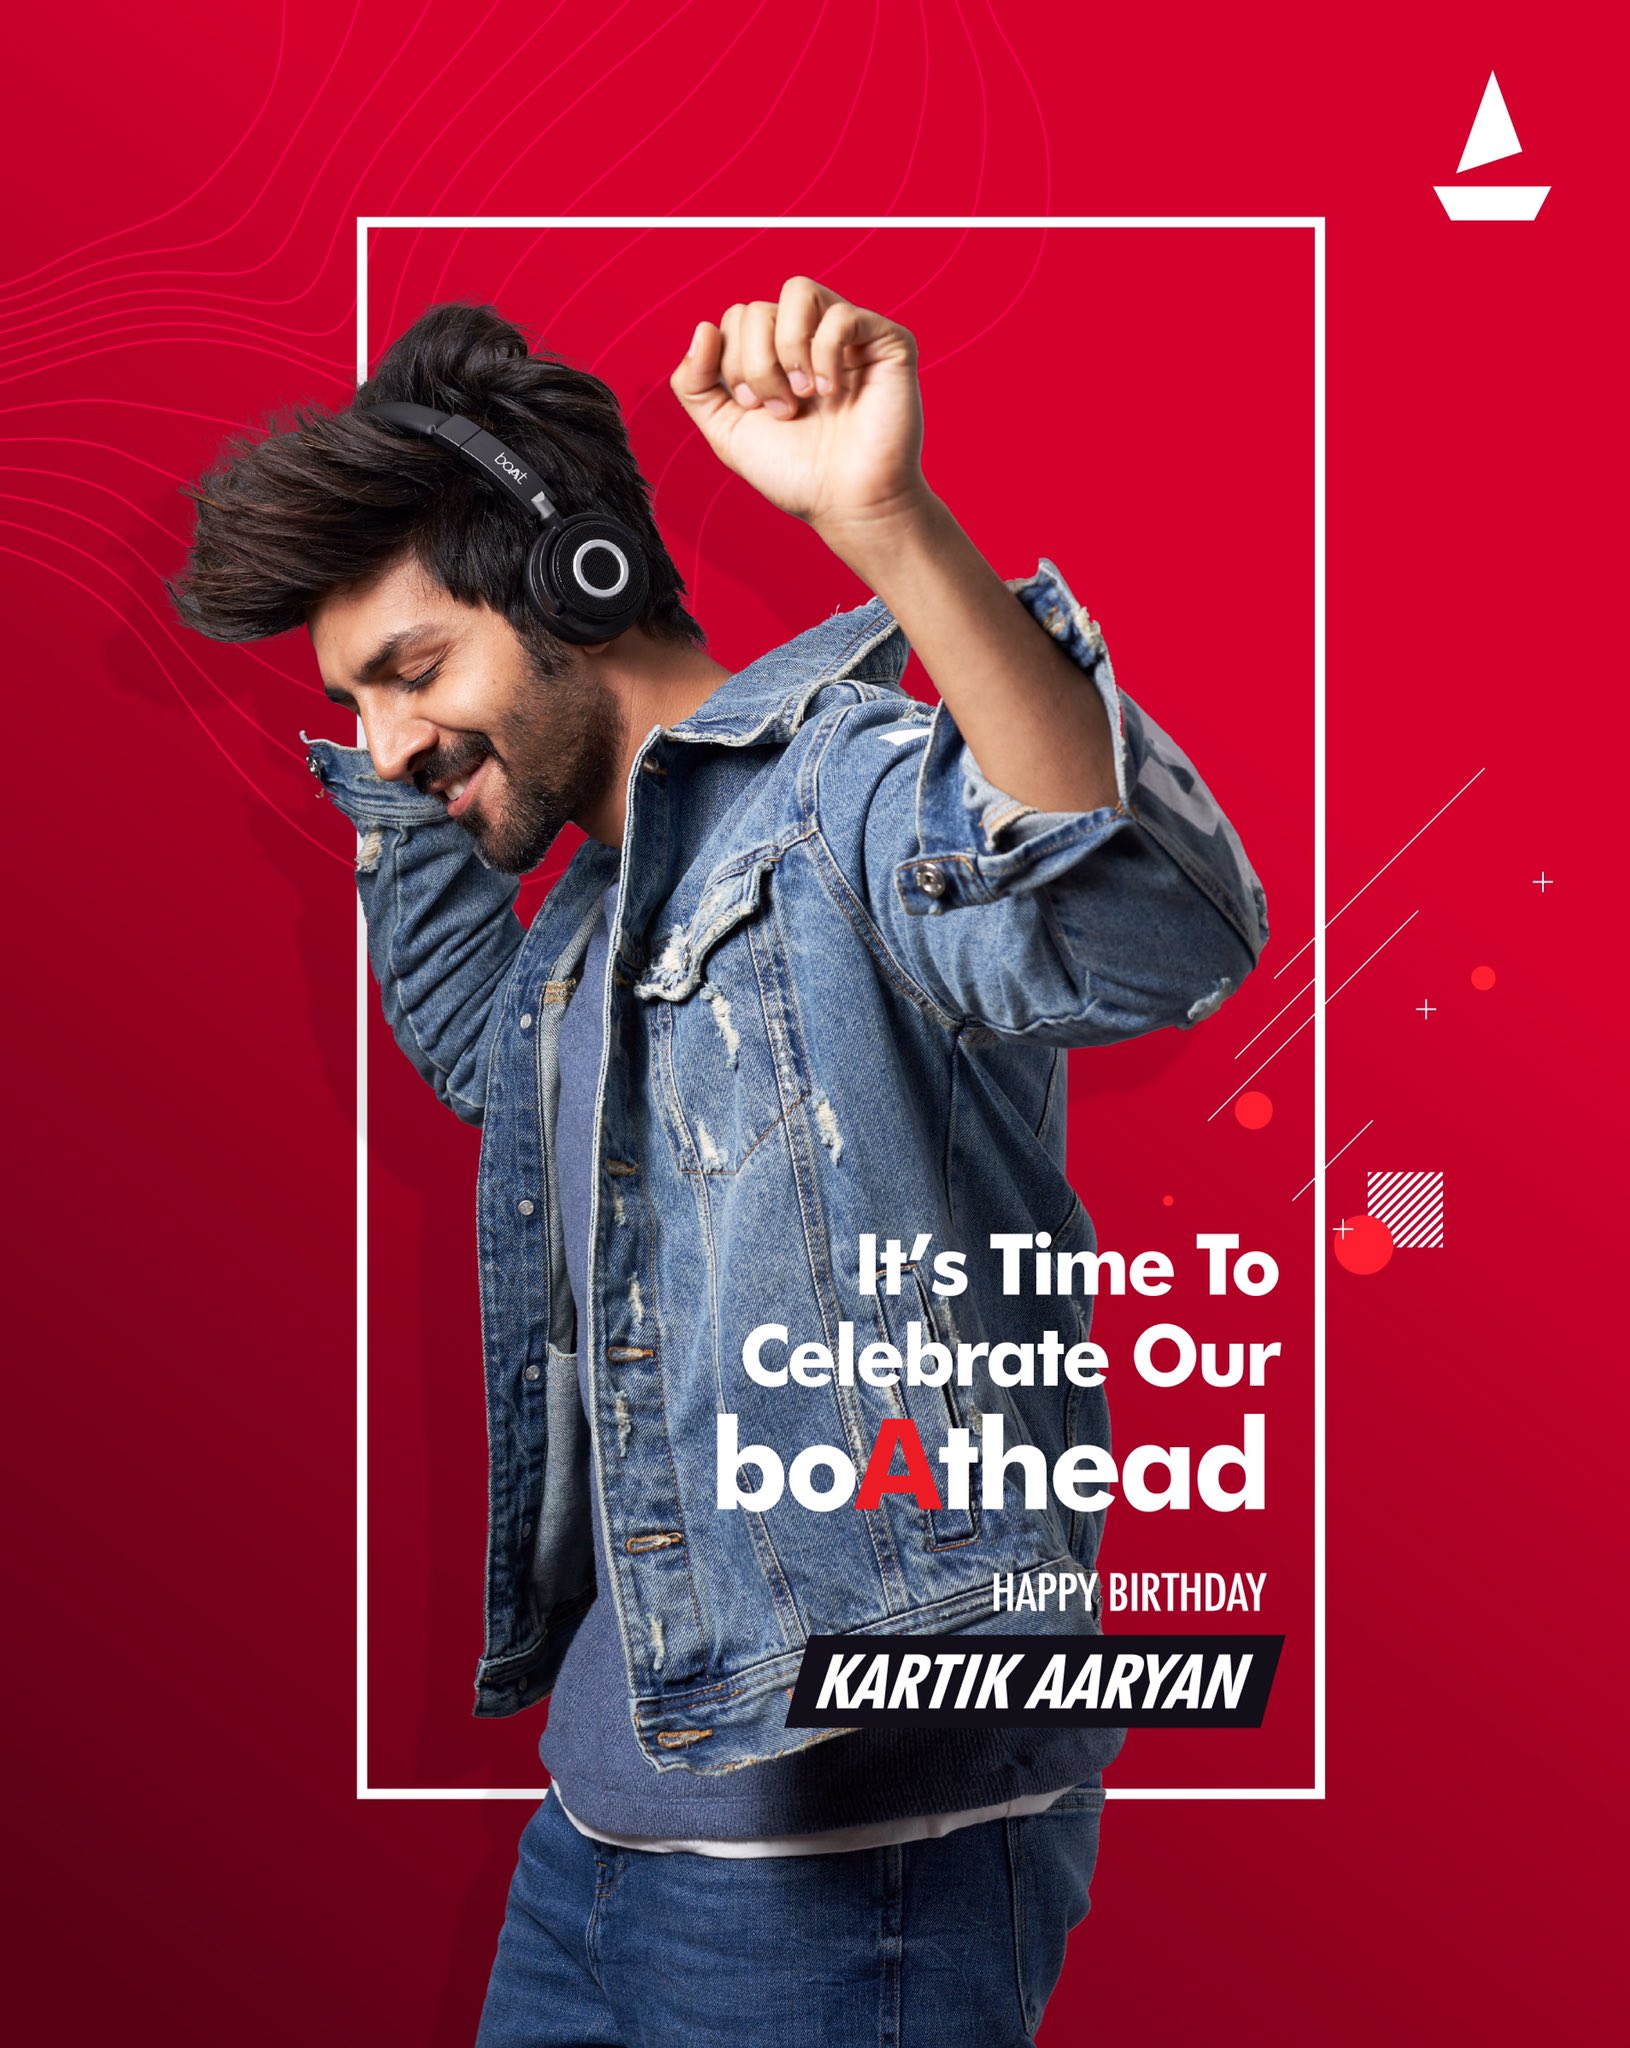 boAt
It's Time To
Celebrate Our
boAthead
HAPPY BIRTHDAY
KARTIK AARYAN